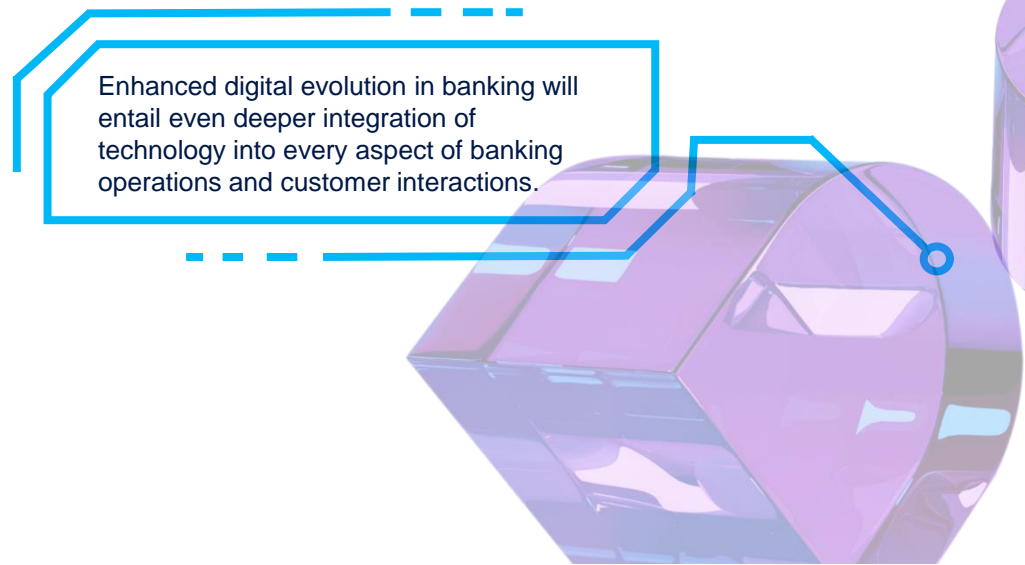 Enhanced digital evolution in banking will
entail even deeper integration of
technology into every aspect of banking
operations and customer interactions.